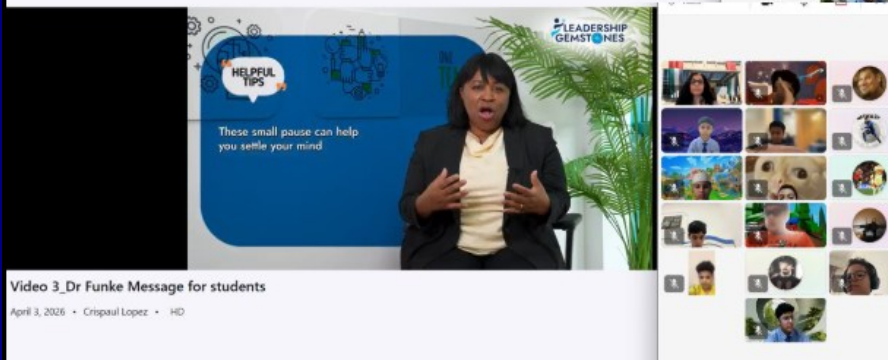 LEADERSHIP
GEMSTONES
HELPFUL
TIPS
These small pause can help
you settle your mind
Video 3_Dr Funke Message for students
April 3, 2026 • Crispaul Lopez • HD